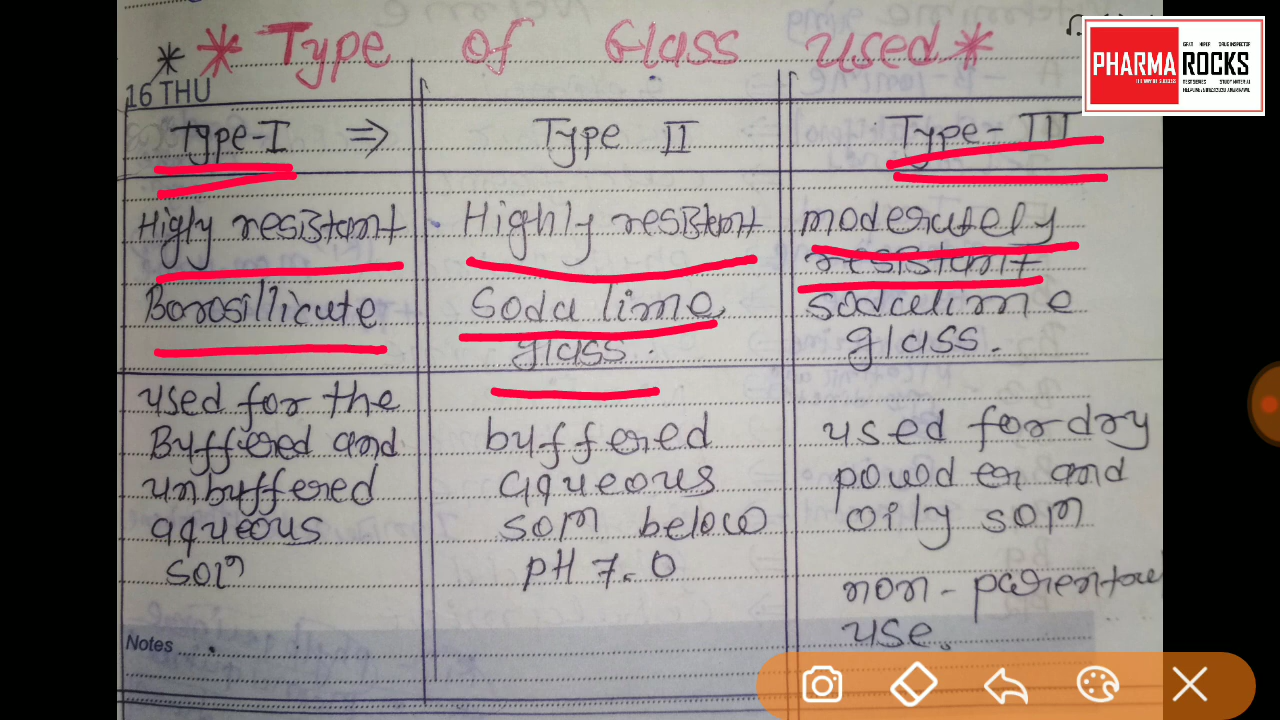 * * Type of Glass used *
PHARMA ROCKS
16 THU
Type-I => Type II Type-III
Higly resistant Highly resistant moderately
resistant
Borosillicate Soda lime sodalime
glass. glass.
used for the
Buffered and buffered used for dry
unbuffered aqueous powder and
aqueous soln below oily soln
soln pH 7.0
non-parentral
use.
Notes